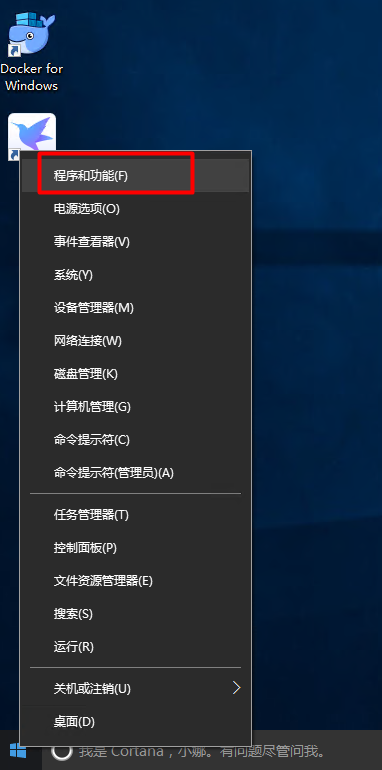 Docker for
Windows
程序和功能(F)
电源选项(O)
事件查看器(V)
系统(Y)
设备管理器(M)
网络连接(W)
磁盘管理(K)
计算机管理(G)
命令提示符(C)
命令提示符(管理员)(A)
任务管理器(T)
控制面板(P)
文件资源管理器(E)
搜索(S)
运行(R)
关机或注销(U)
桌面(D)
我是 Cortana，小娜。有问题尽管问我。